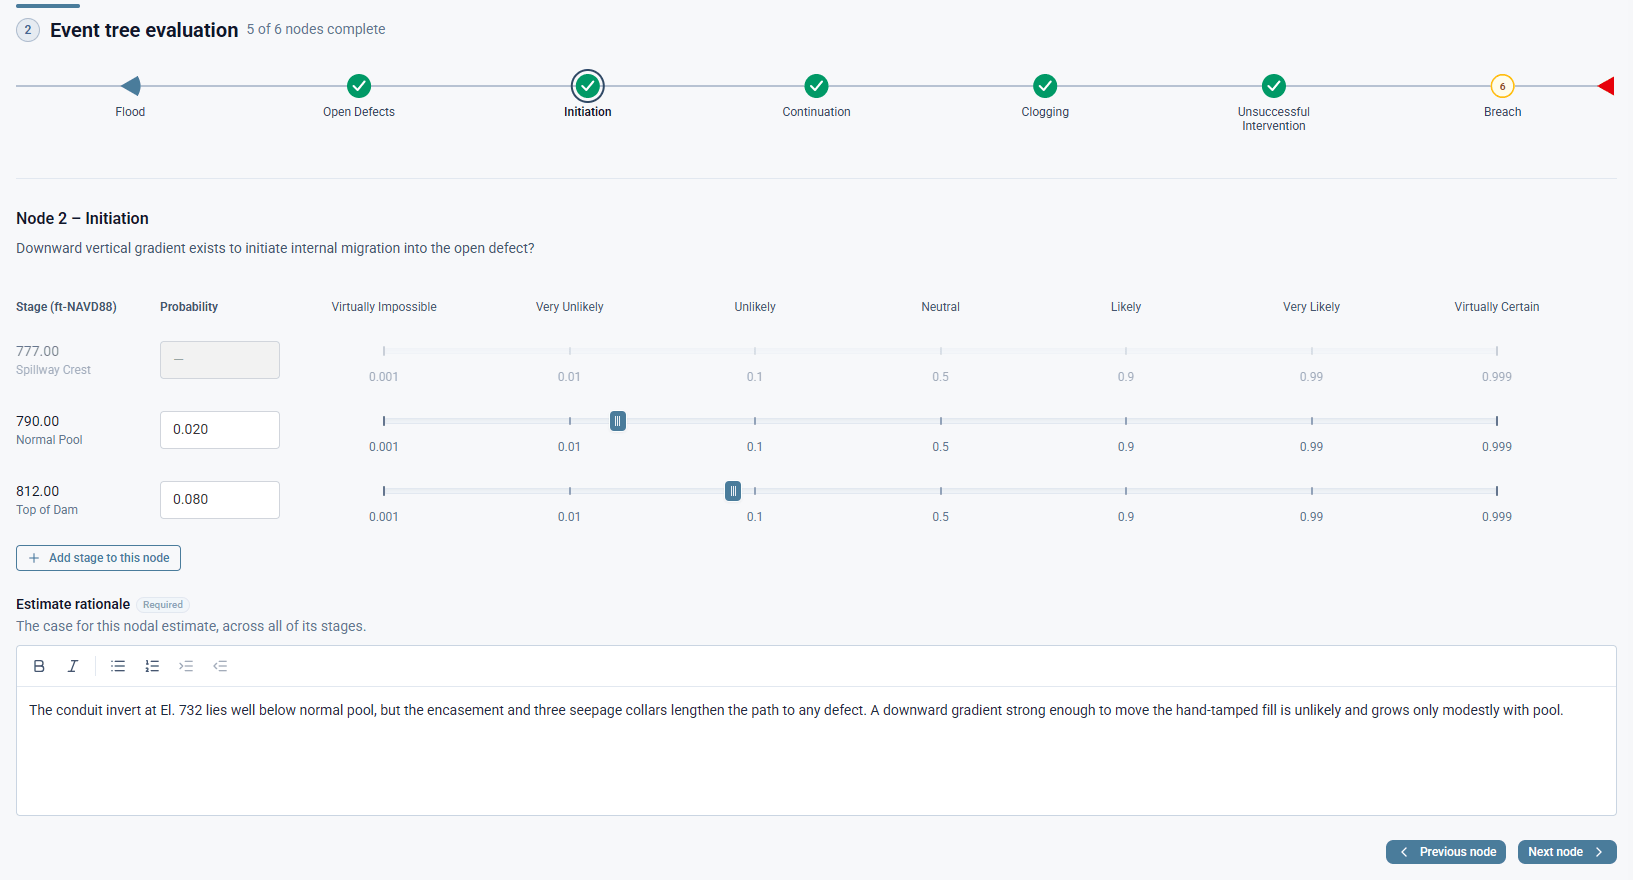 2 Event tree evaluation 5 of 6 nodes complete
6
Flood Open Defects Initiation Continuation Clogging Unsuccessful Intervention Breach
Node 2 – Initiation
Downward vertical gradient exists to initiate internal migration into the open defect?
Stage (ft-NAVD88) Probability Virtually Impossible Very Unlikely Unlikely Neutral Likely Very Likely Virtually Certain
777.00 —
Spillway Crest
0.001 0.01 0.1 0.5 0.9 0.99 0.999
790.00 0.020
Normal Pool
0.001 0.01 0.1 0.5 0.9 0.99 0.999
812.00 0.080
Top of Dam
0.001 0.01 0.1 0.5 0.9 0.99 0.999
+ Add stage to this node
Estimate rationale Required
The case for this nodal estimate, across all of its stages.
B I
The conduit invert at El. 732 lies well below normal pool, but the encasement and three seepage collars lengthen the path to any defect. A downward gradient strong enough to move the hand-tamped fill is unlikely and grows only modestly with pool.
Previous node Next node